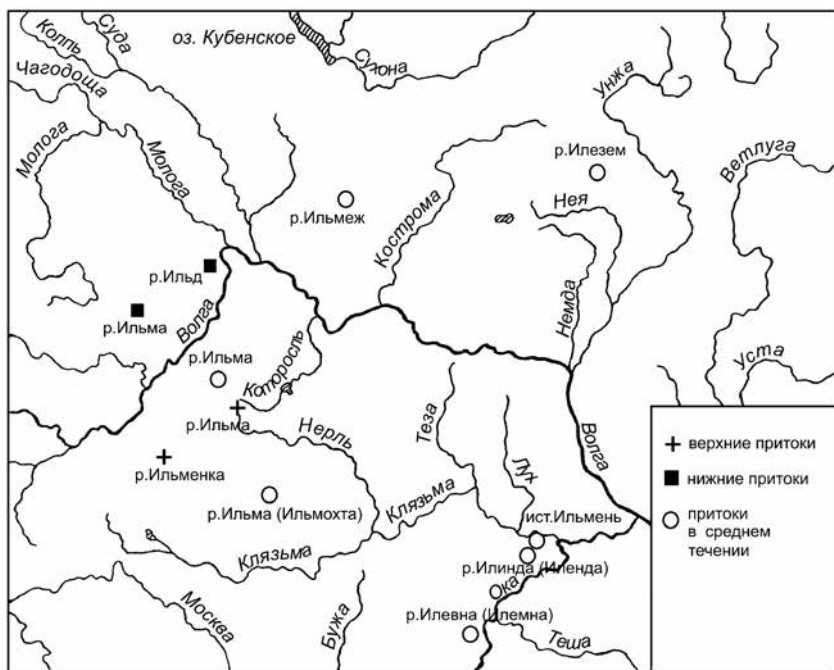 Колпь
Суда
оз. Кубенское
Сухона
Чагодоща
Молога
Молога
Унжа
Ветлуга
р.Илезем
Нея
р.Ильмеж
Кострома
р.Ильд
Немда
р.Ильма
Волга
р.Ильма
Которосль
Уста
р.Ильма
Нерль
Теза
Лух
Волга
р.Ильменка
р.Ильма (Ильмохта)
Клязьма
ист.Ильмень
Клязьма
р.Илинда (Иленда)
Ока
р.Илевна (Илемна)
Москва
Бужа
Теша
верхние притоки
нижние притоки
притоки
в среднем
течении